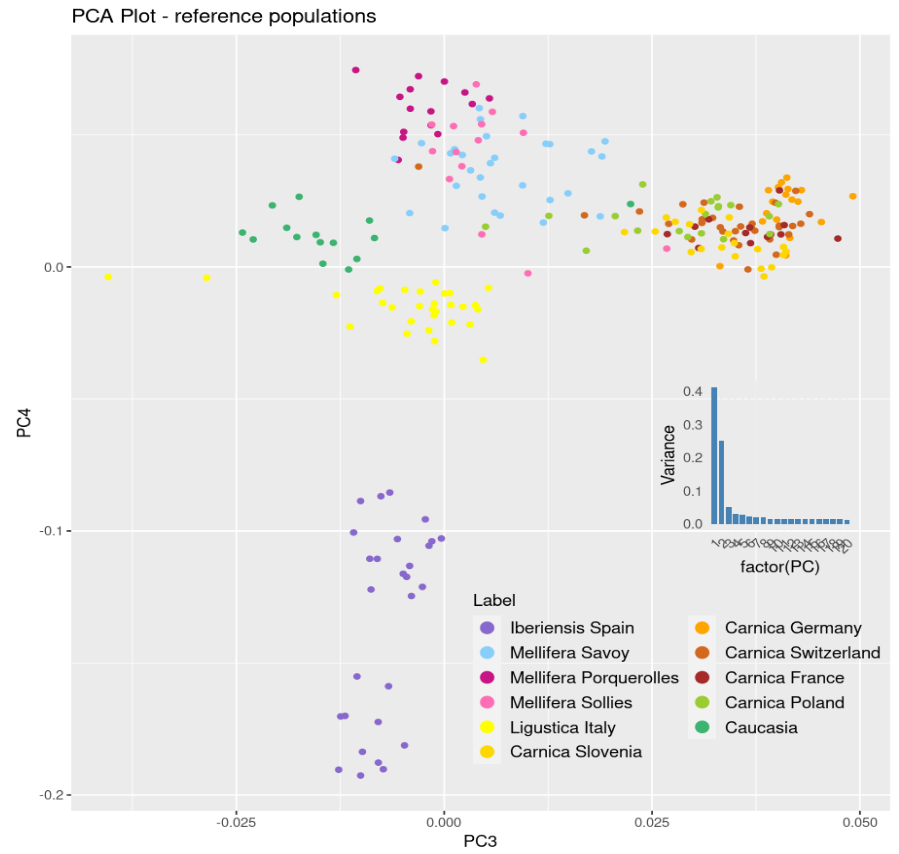 PCA Plot - reference populations
PC4
0.0
-0.1
-0.2
-0.025
0.000
0.025
0.050
PC3
Variance
0.4
0.3
0.2
0.1
0.0
factor(PC)
Label
Iberiensis Spain
Mellifera Savoy
Mellifera Porquerolles
Mellifera Sollies
Ligustica Italy
Carnica Slovenia
Carnica Germany
Carnica Switzerland
Carnica France
Carnica Poland
Caucasia